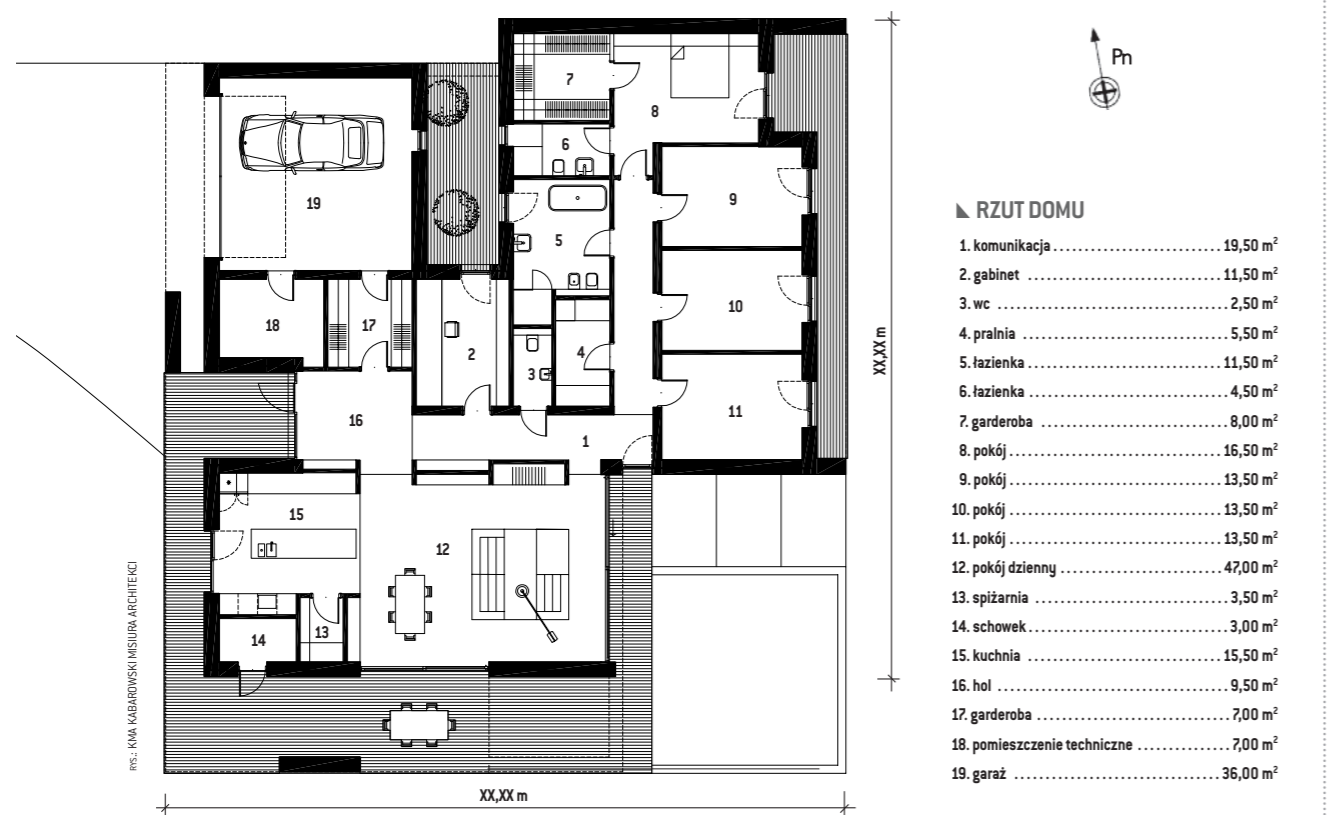 Pn
RZUT DOMU
1. komunikacja 19,50 m²
2. gabinet 11,50 m²
3. wc 2,50 m²
4. pralnia 5,50 m²
5. łazienka 11,50 m²
6. łazienka 4,50 m²
7. garderoba 8,00 m²
8. pokój 16,50 m²
9. pokój 13,50 m²
10. pokój 13,50 m²
11. pokój 13,50 m²
12. pokój dzienny 47,00 m²
13. spiżarnia 3,50 m²
14. schowek 3,00 m²
15. kuchnia 15,50 m²
16. hol 9,50 m²
17. garderoba 7,00 m²
18. pomieszczenie techniczne 7,00 m²
19. garaż 36,00 m²
7
8
6
19
9
5
10
18
17
2
4
3
11
16
1
15
12
13
14
XX,XX m
XX,XX m
RYS.: KMA KABAROWSKI MISIURA ARCHITEKCI